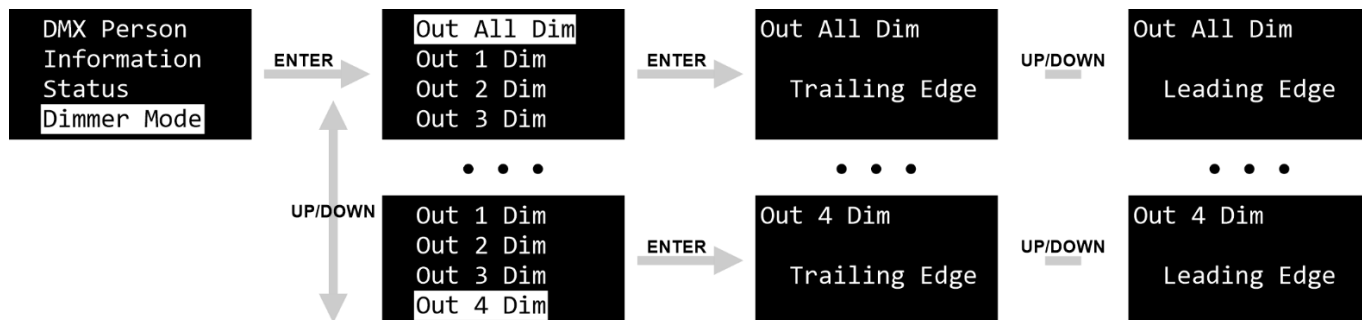 DMX Person
Information
Status
Dimmer Mode
ENTER
Out All Dim
Out 1 Dim
Out 2 Dim
Out 3 Dim
ENTER
Out All Dim
Trailing Edge
UP/DOWN
Out All Dim
Leading Edge
UP/DOWN
Out 1 Dim
Out 2 Dim
Out 3 Dim
Out 4 Dim
ENTER
Out 4 Dim
Trailing Edge
UP/DOWN
Out 4 Dim
Leading Edge